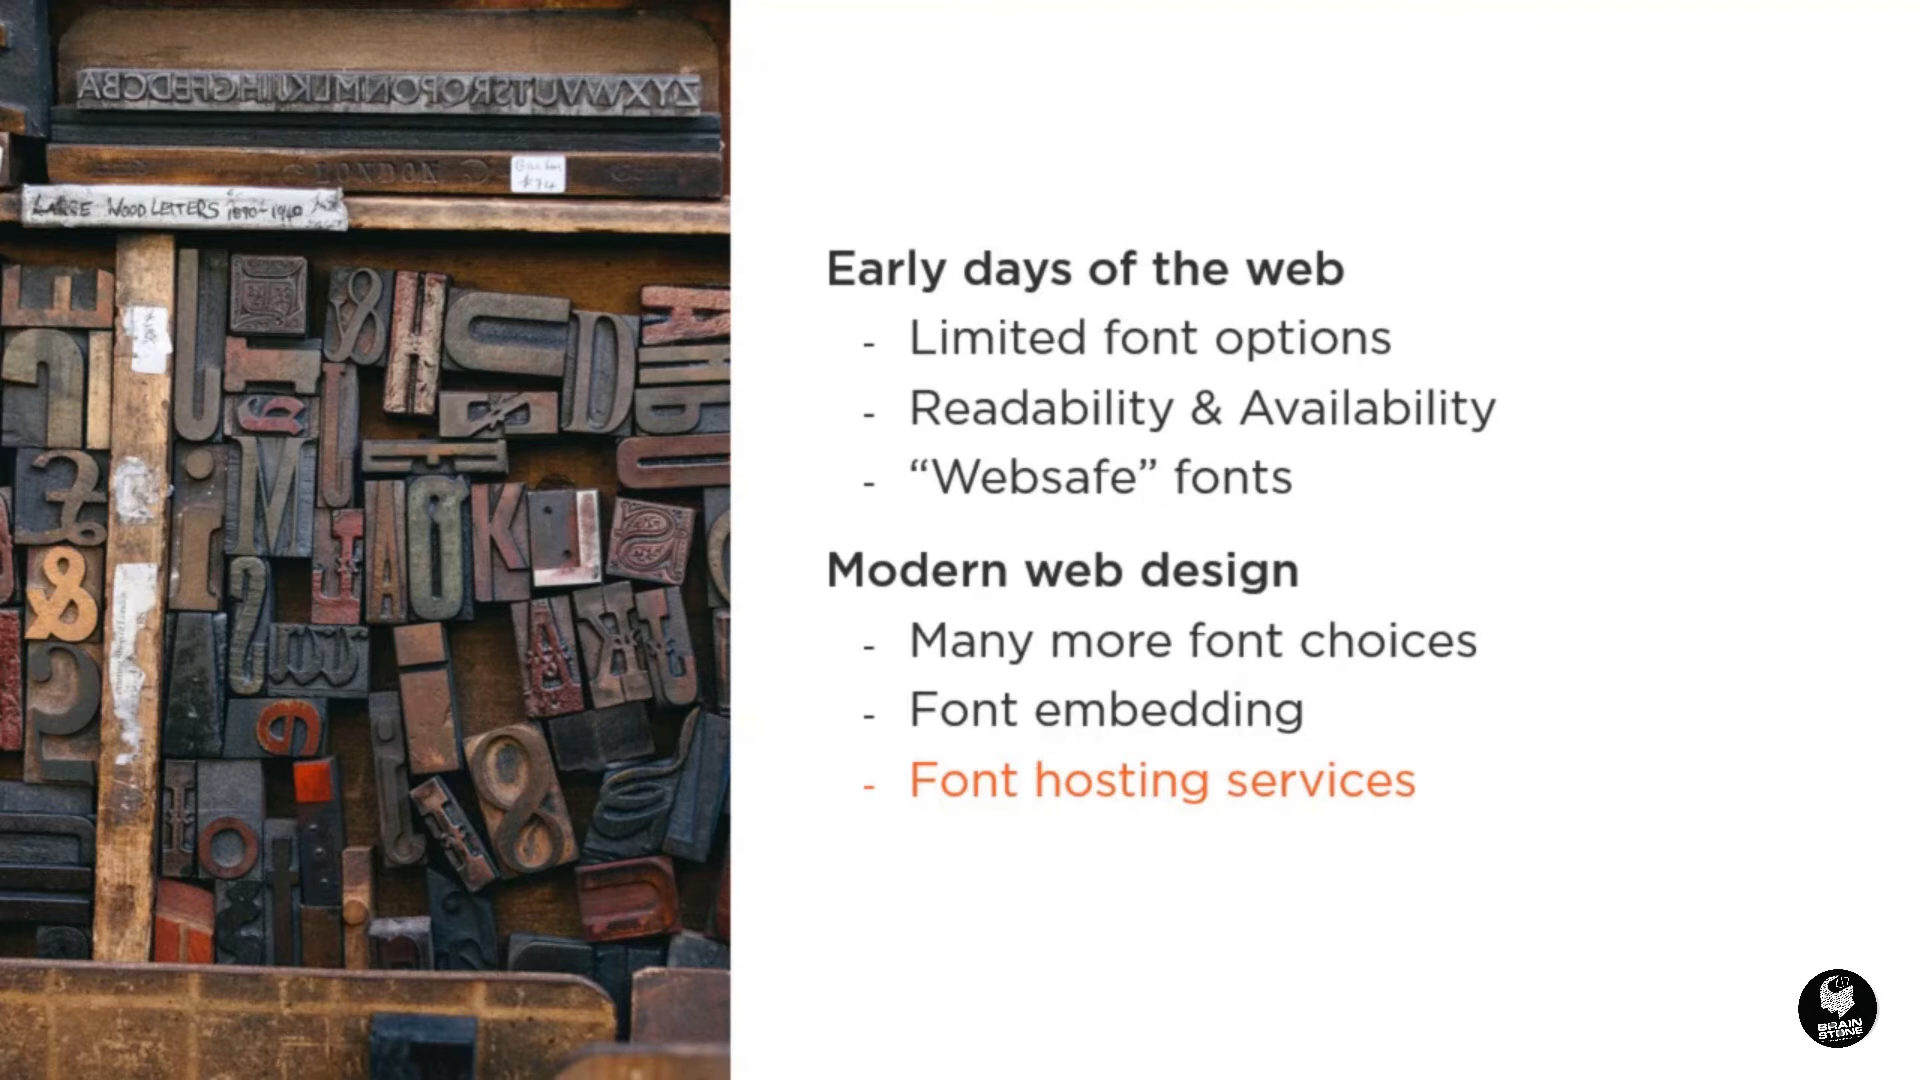 ABCDEFGHIJKLMNOPQRSTUVWXYZ
LONDON
LARGE WOOD LETTERS 1890-1940
Early days of the web
- Limited font options
- Readability & Availability
- “Websafe” fonts
Modern web design
- Many more font choices
- Font embedding
- Font hosting services
BRAIN
STONE